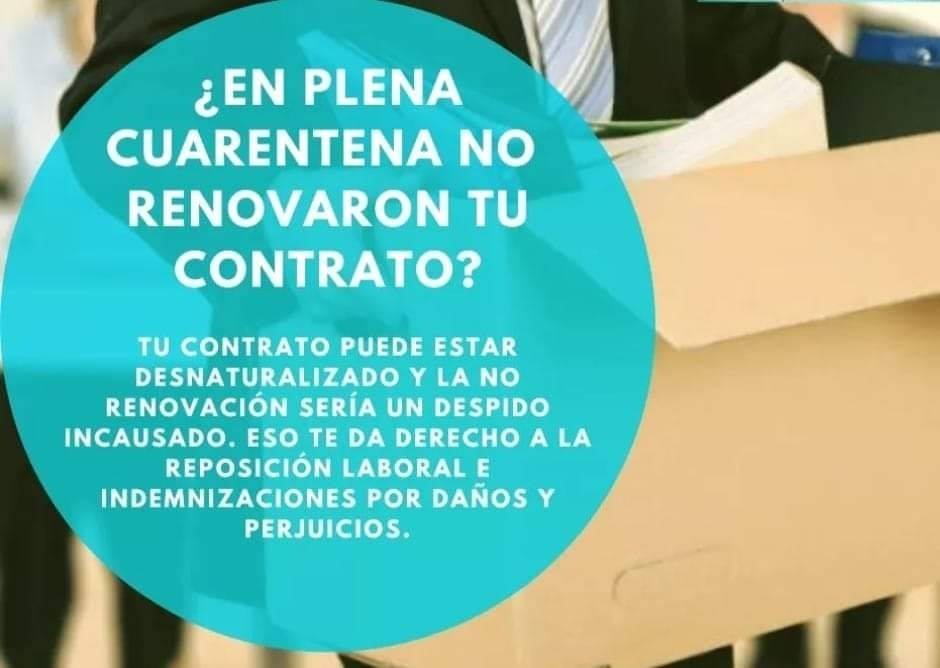 ¿EN PLENA
CUARENTENA NO
RENOVARON TU
CONTRATO?
TU CONTRATO PUEDE ESTAR
DESNATURALIZADO Y LA NO
RENOVACIÓN SERÍA UN DESPIDO
INCAUSADO. ESO TE DA DERECHO A LA
REPOSICIÓN LABORAL E
INDEMNIZACIONES POR DAÑOS Y
PERJUICIOS.